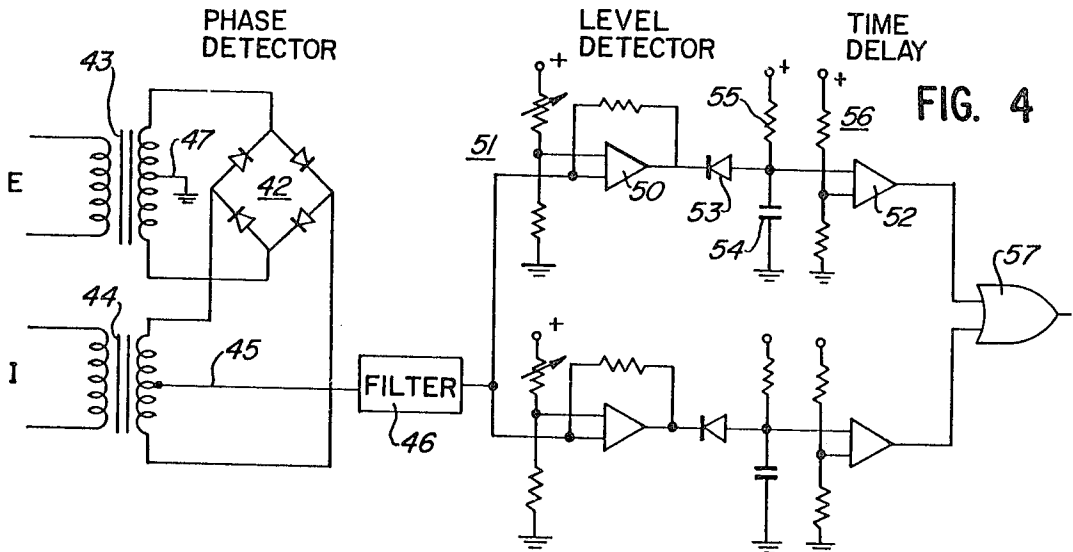 PHASE
DETECTOR
LEVEL
DETECTOR
TIME
DELAY
FIG. 4
43
47
42
E
44
I
45
FILTER
46
+
51
50
53
+
55
54
+
56
52
57
+